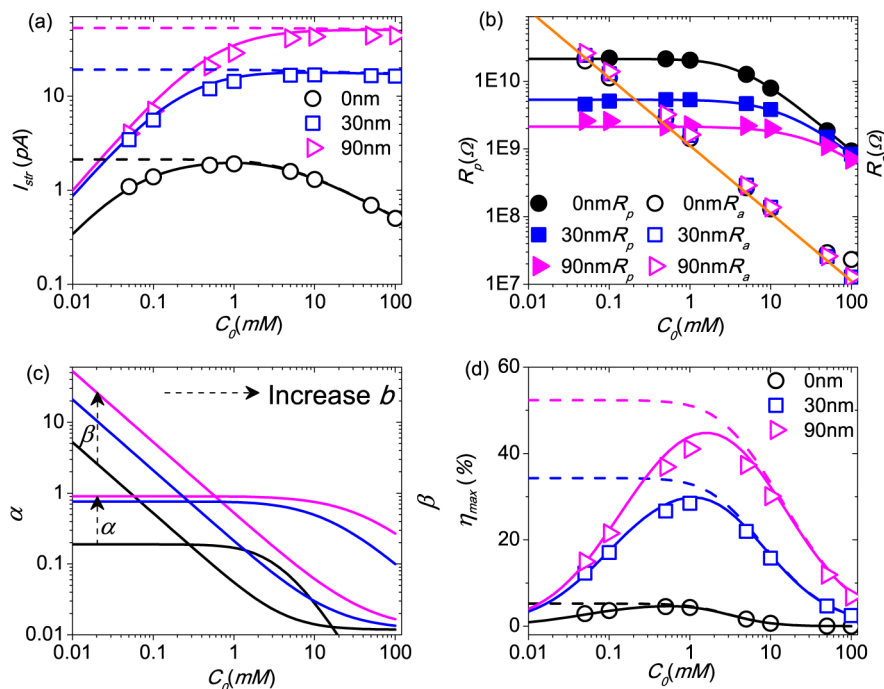 (a)
I_str (pA)
100
10
1
0.1
0nm
30nm
90nm
0.01 0.1 1 10 100
C_0(mM)
(b)
R_p(Ω)
1E10
1E9
1E8
1E7
0nmR_p 0nmR_a
30nmR_p 30nmR_a
90nmR_p 90nmR_a
0.01 0.1 1 10 100
C_0(mM)
(c)
α
10
1
0.1
0.01
Increase b
β
α
0.01 0.1 1 10 100
C_0(mM)
β
(d)
η_max (%)
60
40
20
0
0nm
30nm
90nm
0.01 0.1 1 10 100
C_0(mM)